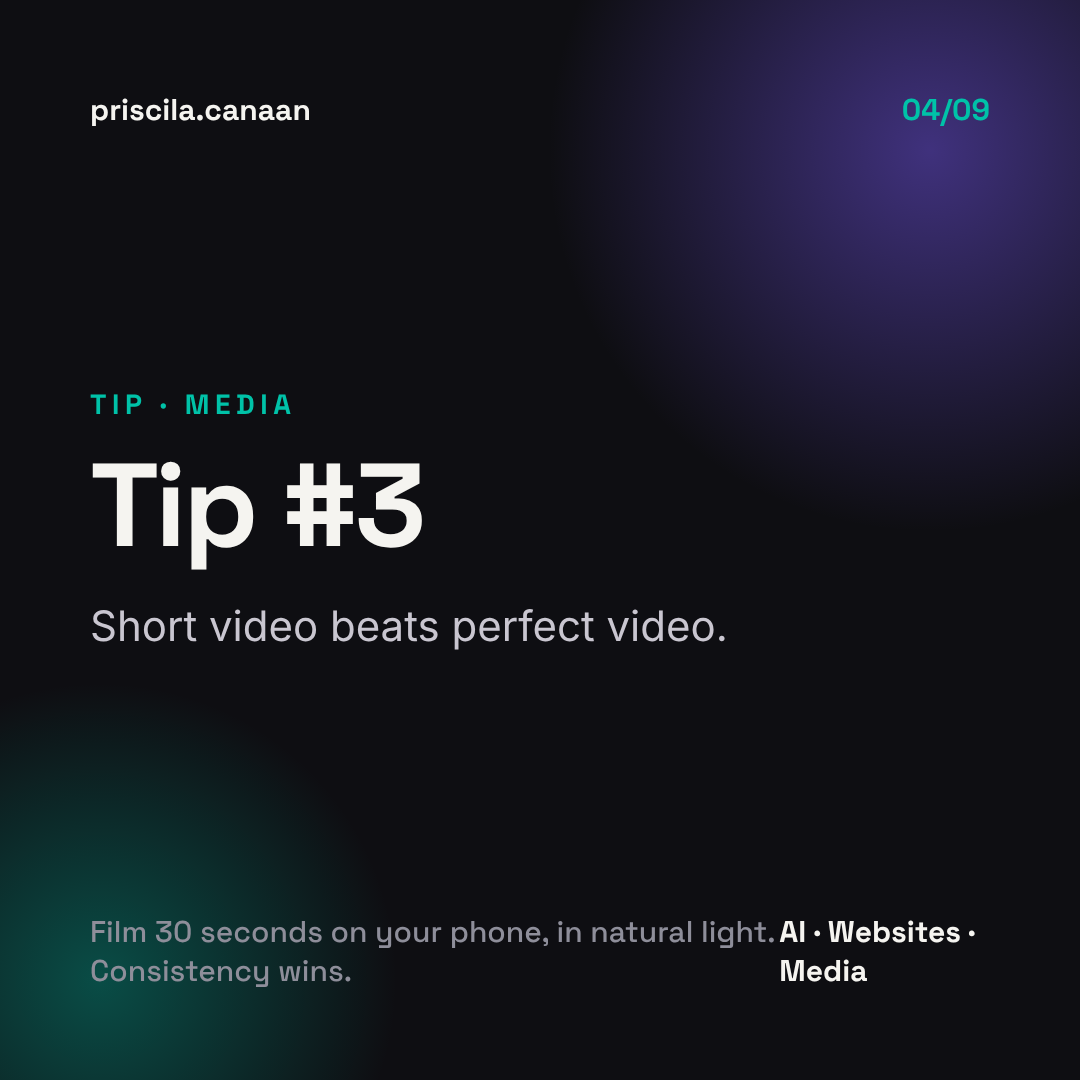 priscila.canaan
04/09
TIP · MEDIA
Tip #3
Short video beats perfect video.
Film 30 seconds on your phone, in natural light.
Consistency wins.
AI · Websites ·
Media